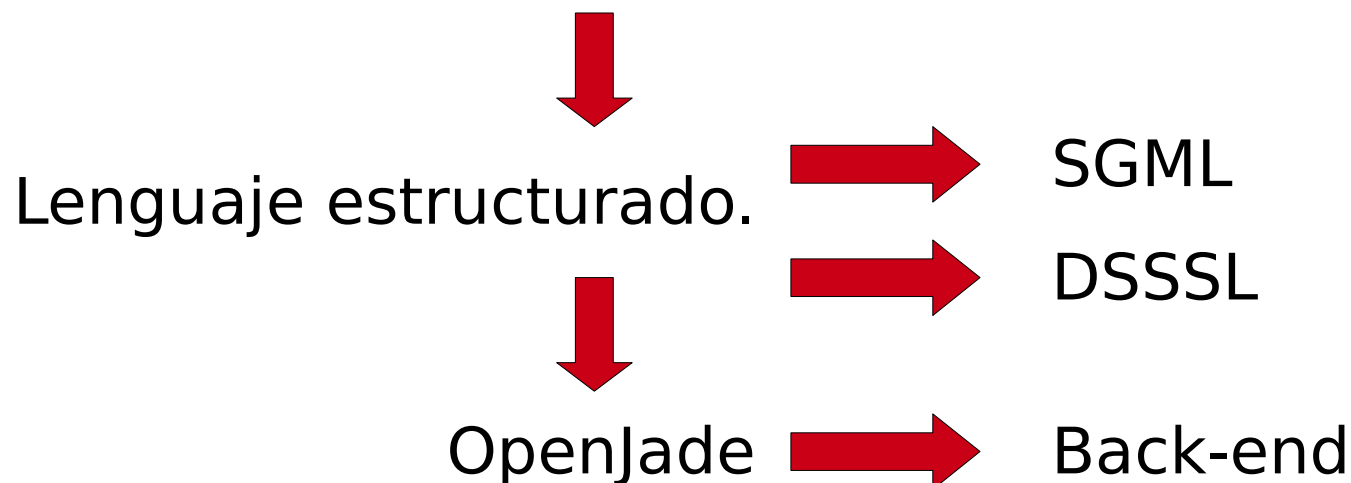 SGML
Lenguaje estructurado.
DSSSL
OpenJade
Back-end